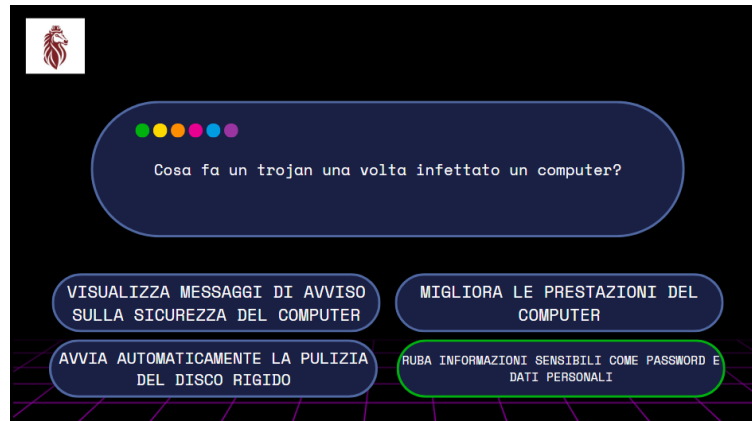 Cosa fa un trojan una volta infettato un computer?
VISUALIZZA MESSAGGI DI AVVISO
SULLA SICUREZZA DEL COMPUTER
MIGLIORA LE PRESTAZIONI DEL
COMPUTER
AVVIA AUTOMATICAMENTE LA PULIZIA
DEL DISCO RIGIDO
RUBA INFORMAZIONI SENSIBILI COME PASSWORD E
DATI PERSONALI